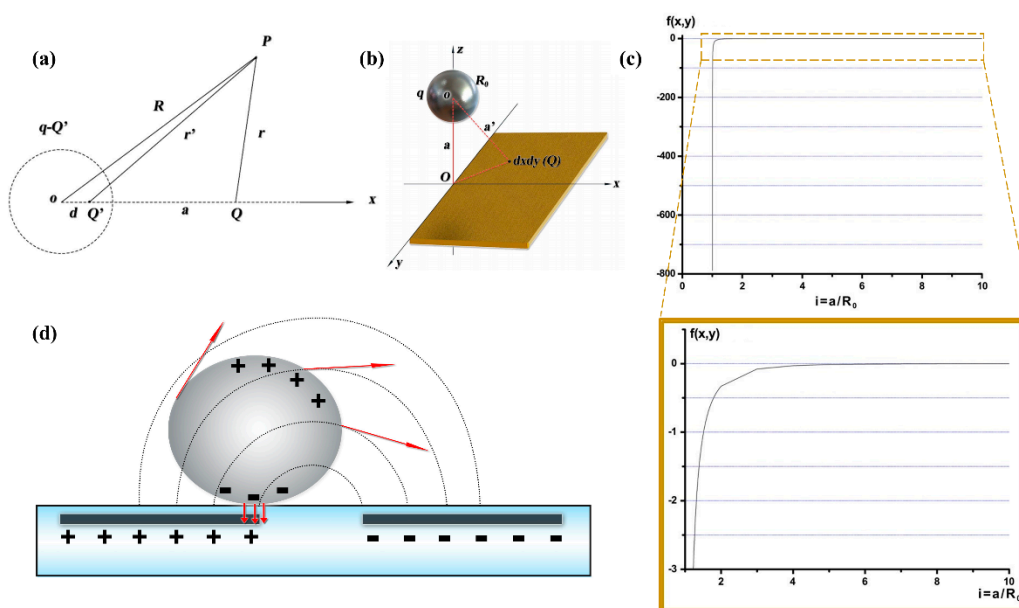 (a)
P
R
r'
r
q-Q'
o
d
Q'
a
Q
x
(b)
z
R₀
q
o
a'
a
dxdy (Q)
O
x
y
(c)
f(x,y)
0
-200
-400
-600
-800
0 2 4 6 8 10
i=a/R₀
f(x,y)
0
-1
-2
-3
2 4 6 8 10
i=a/R₀
(d)
+ + + +
- - -
+ + + + + +
- - - - - -